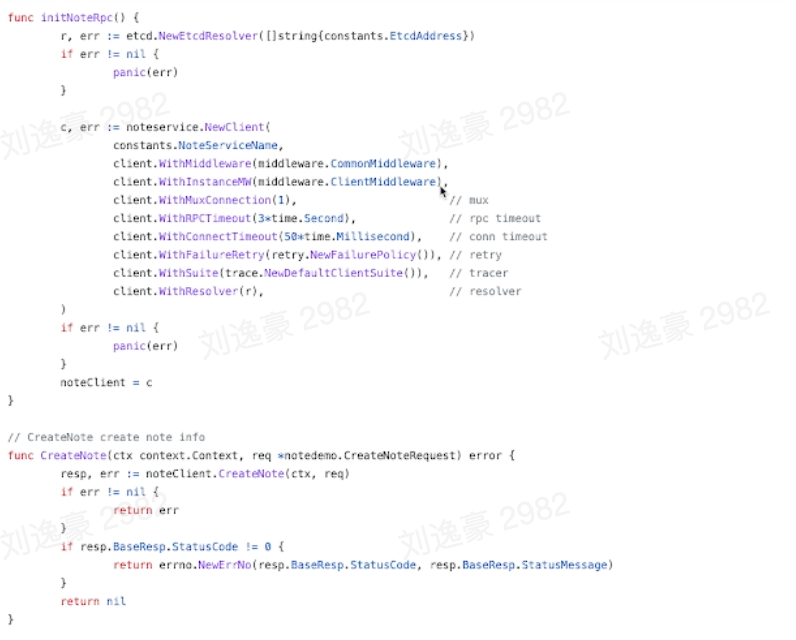 func initNoteRpc() {
        r, err := etcd.NewEtcdResolver([]string{constants.EtcdAddress})
        if err != nil {
                panic(err)
        }

        c, err := noteservice.NewClient(
                constants.NoteServiceName,
                client.WithMiddleware(middleware.CommonMiddleware),
                client.WithInstanceMW(middleware.ClientMiddleware),
                client.WithMuxConnection(1),                       // mux
                client.WithRPCTimeout(3*time.Second),              // rpc timeout
                client.WithConnectTimeout(50*time.Millisecond),    // conn timeout
                client.WithFailureRetry(retry.NewFailurePolicy()), // retry
                client.WithSuite(trace.NewDefaultClientSuite()),   // tracer
                client.WithResolver(r),                            // resolver
        )
        if err != nil {
                panic(err)
        }
        noteClient = c
}

// CreateNote create note info
func CreateNote(ctx context.Context, req *notedemo.CreateNoteRequest) error {
        resp, err := noteClient.CreateNote(ctx, req)
        if err != nil {
                return err
        }
        if resp.BaseResp.StatusCode != 0 {
                return errno.NewErrNo(resp.BaseResp.StatusCode, resp.BaseResp.StatusMessage)
        }
        return nil
}
刘逸豪 2982
刘逸豪 2982
刘逸豪 2982
刘逸豪 2982
刘逸豪 2982
刘逸豪 2982